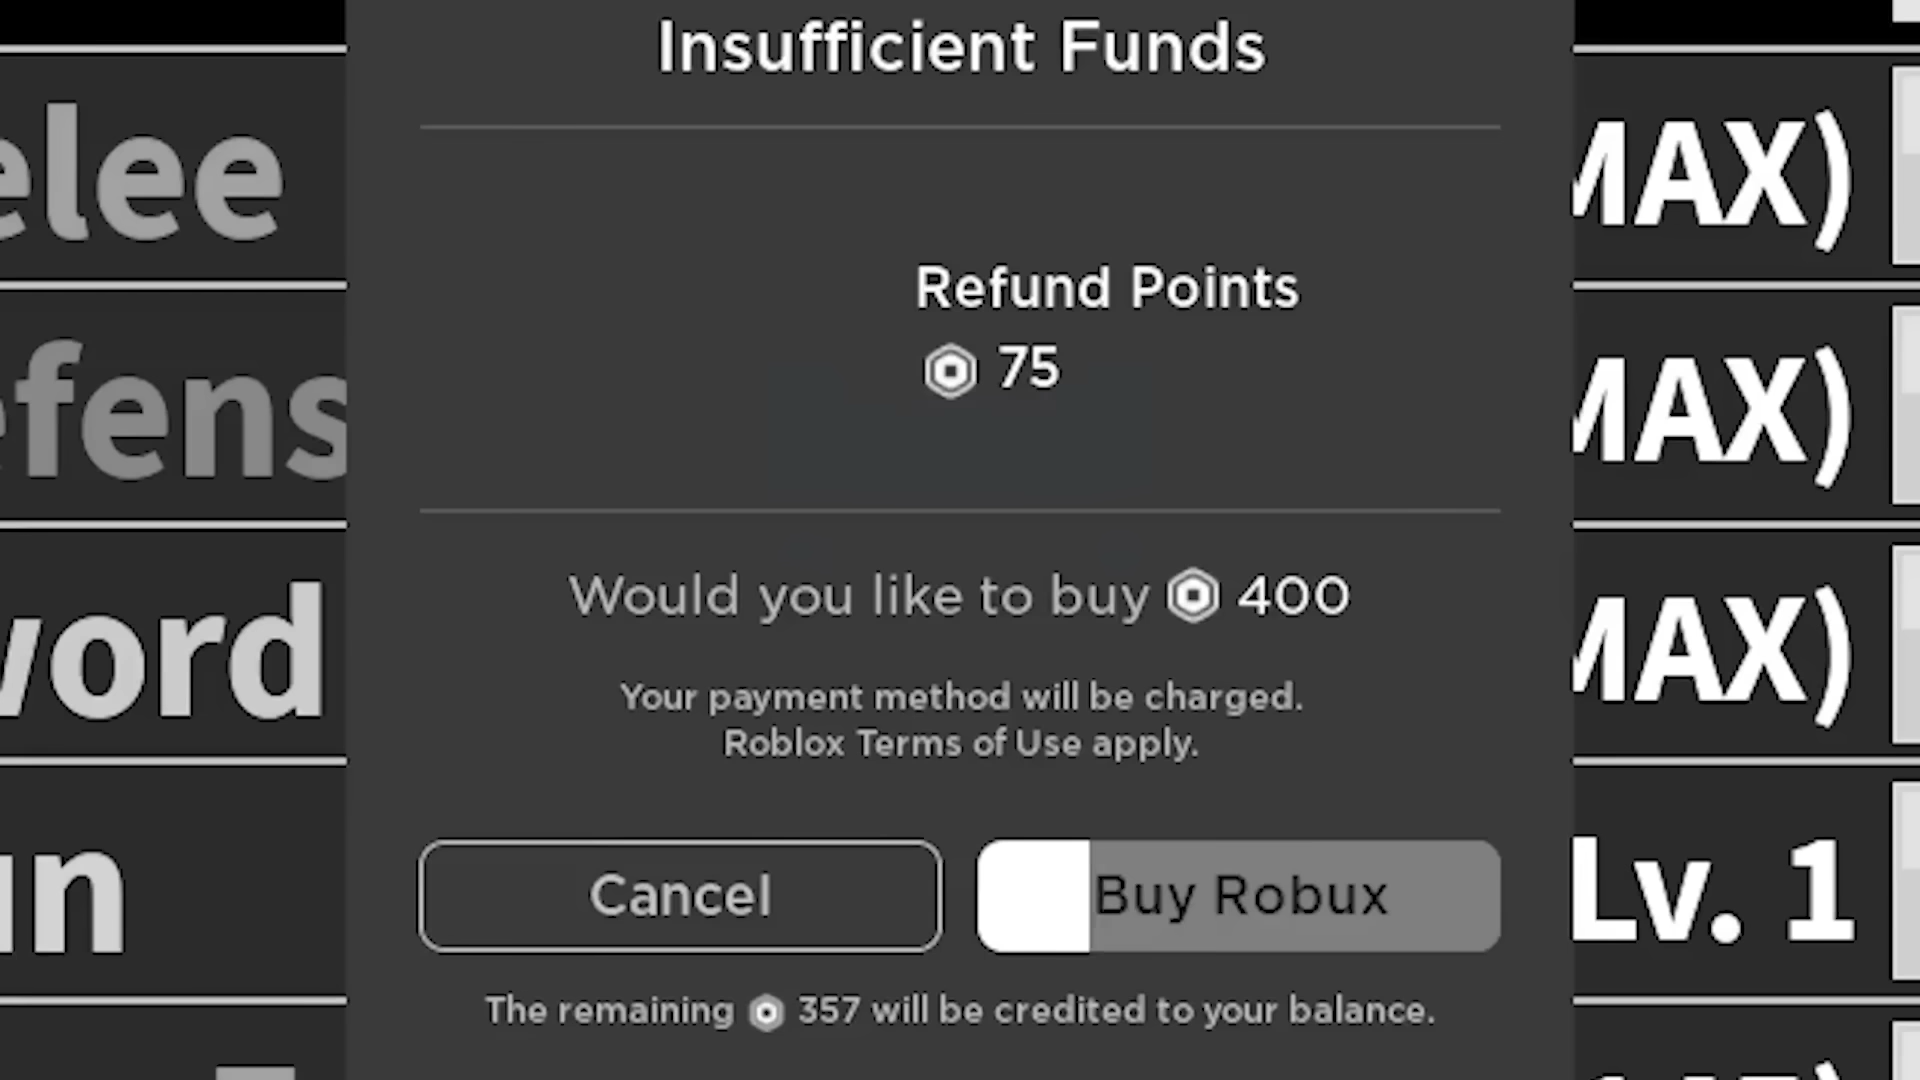 Insufficient Funds
elee
MAX)
Refund Points
75
efens
MAX)
Would you like to buy 400
word
MAX)
Your payment method will be charged.
Roblox Terms of Use apply.
un
Cancel
Buy Robux
Lv. 1
The remaining 357 will be credited to your balance.